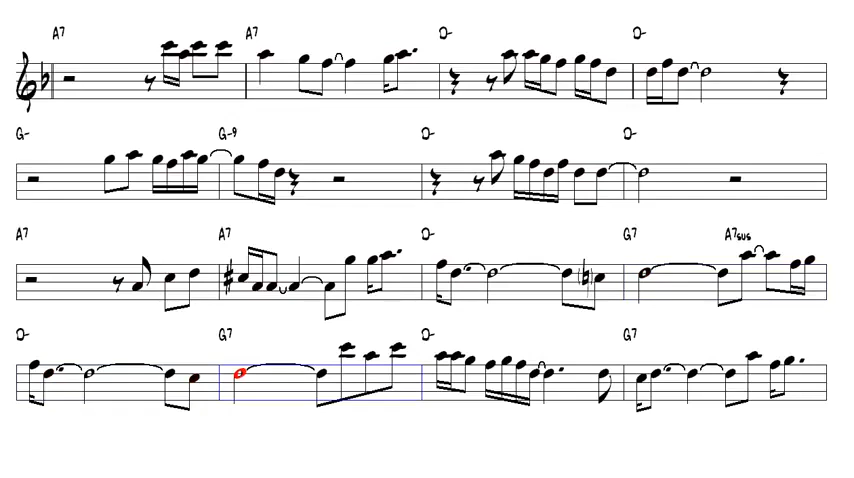 A7 A7 D- D-
G- G-9 D- D-
A7 A7 D- G7 A7sus
D- G7 D- G7